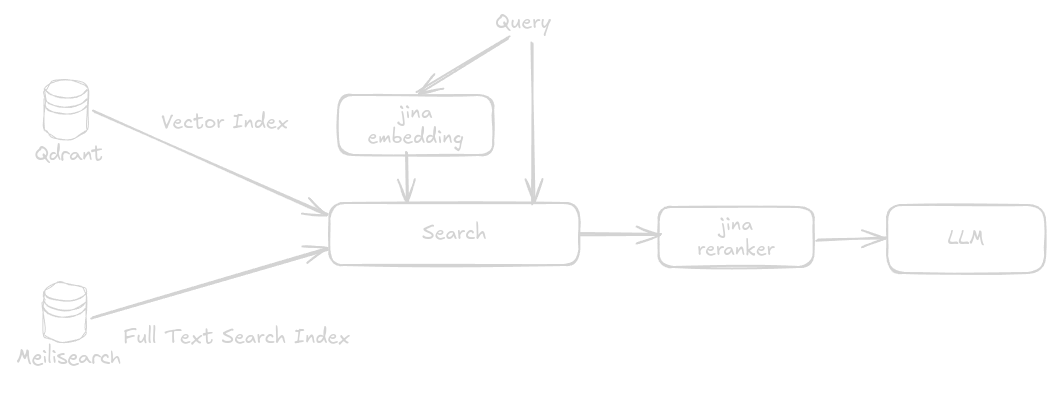 Query
jina
embedding
Vector Index
Qdrant
Search
jina
reranker
LLM
Full Text Search Index
Meilisearch